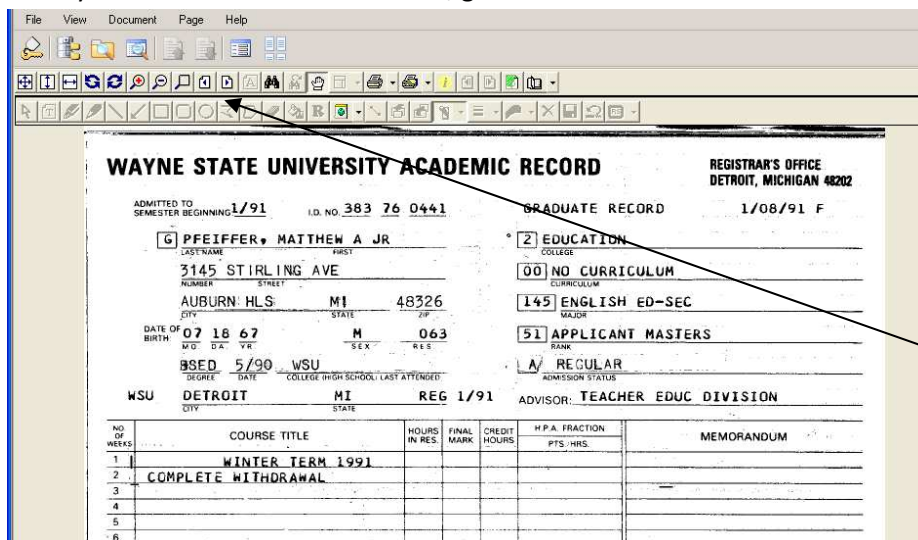 File View Document Page Help
WAYNE STATE UNIVERSITY ACADEMIC RECORD
REGISTRAR'S OFFICE
DETROIT, MICHIGAN 48202
ADMITTED TO
SEMESTER BEGINNING 1/91 I.D. NO. 383 76 0441 GRADUATE RECORD 1/08/91 F
G PFEIFFER, MATTHEW A JR 2 EDUCATION
LAST NAME FIRST COLLEGE
3145 STIRLING AVE 00 NO CURRICULUM
NUMBER STREET CURRICULUM
AUBURN HLS MI 48326 145 ENGLISH ED-SEC
CITY STATE ZIP MAJOR
DATE OF BIRTH 07 18 67 M 063 51 APPLICANT MASTERS
MO. DA. YR. SEX RES. RANK
BSED 5/90 WSU A REGULAR
DEGREE DATE COLLEGE (HIGH SCHOOL) LAST ATTENDED ADMISSION STATUS
WSU DETROIT MI REG 1/91 ADVISOR: TEACHER EDUC DIVISION
CITY STATE
NO. OF WEEKS COURSE TITLE HOURS IN RES. FINAL MARK CREDIT HOURS H.P.A. FRACTION PTS. HRS. MEMORANDUM
1 WINTER TERM 1991
2 COMPLETE WITHDRAWAL
3
4
5
6